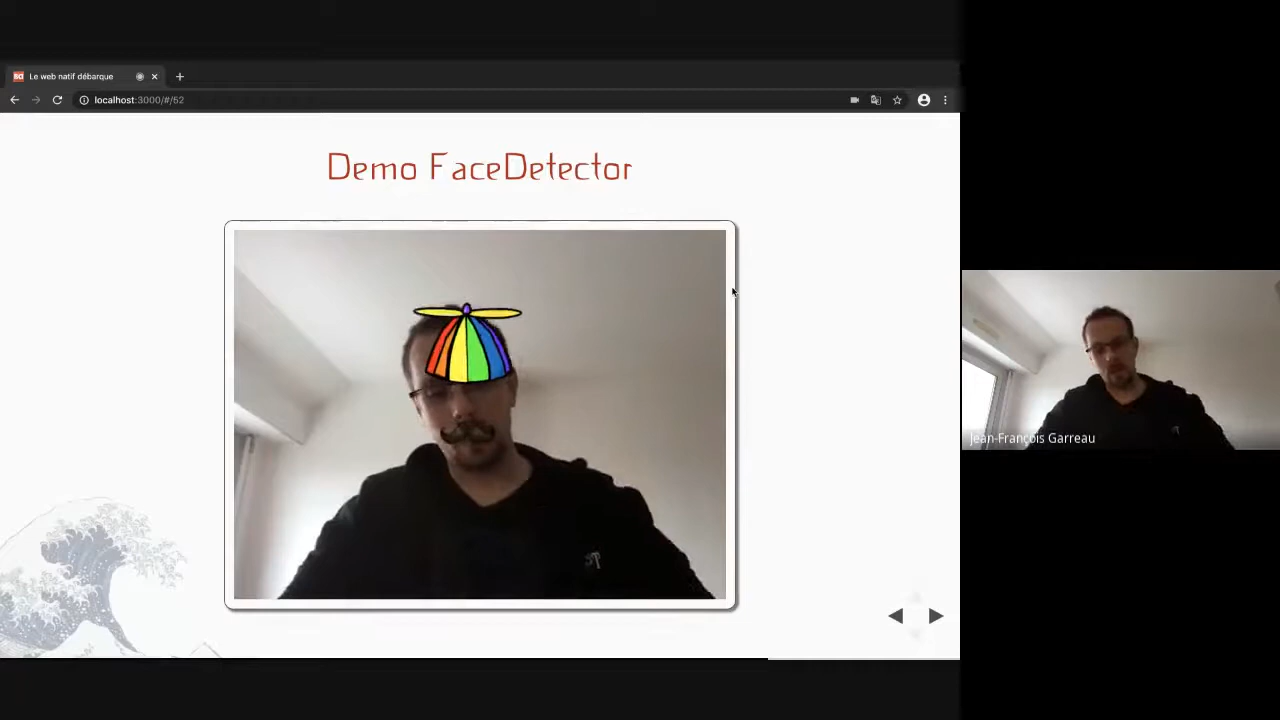 Le web natif débarque
localhost:3000/#/52
Demo FaceDetector
Jean-François Garreau